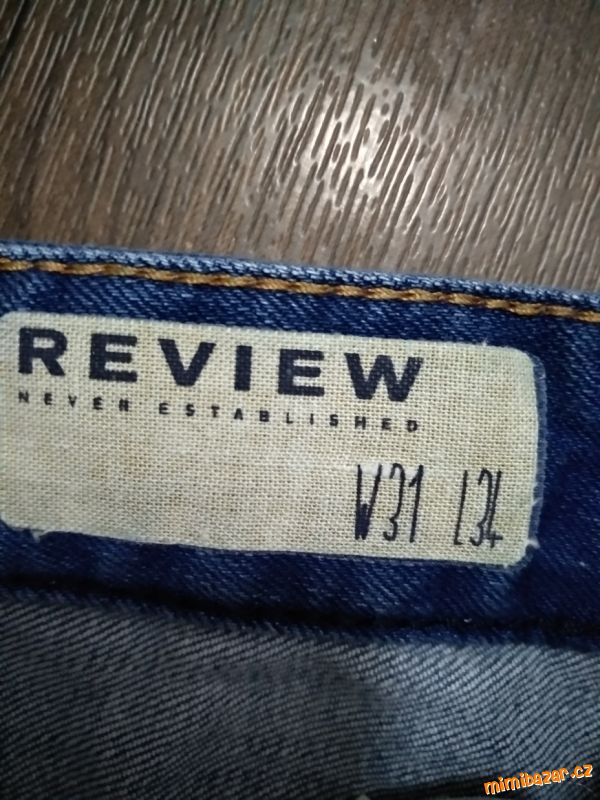 REVIEW
NEVER ESTABLISHED
W31 L34
mimibazar.cz